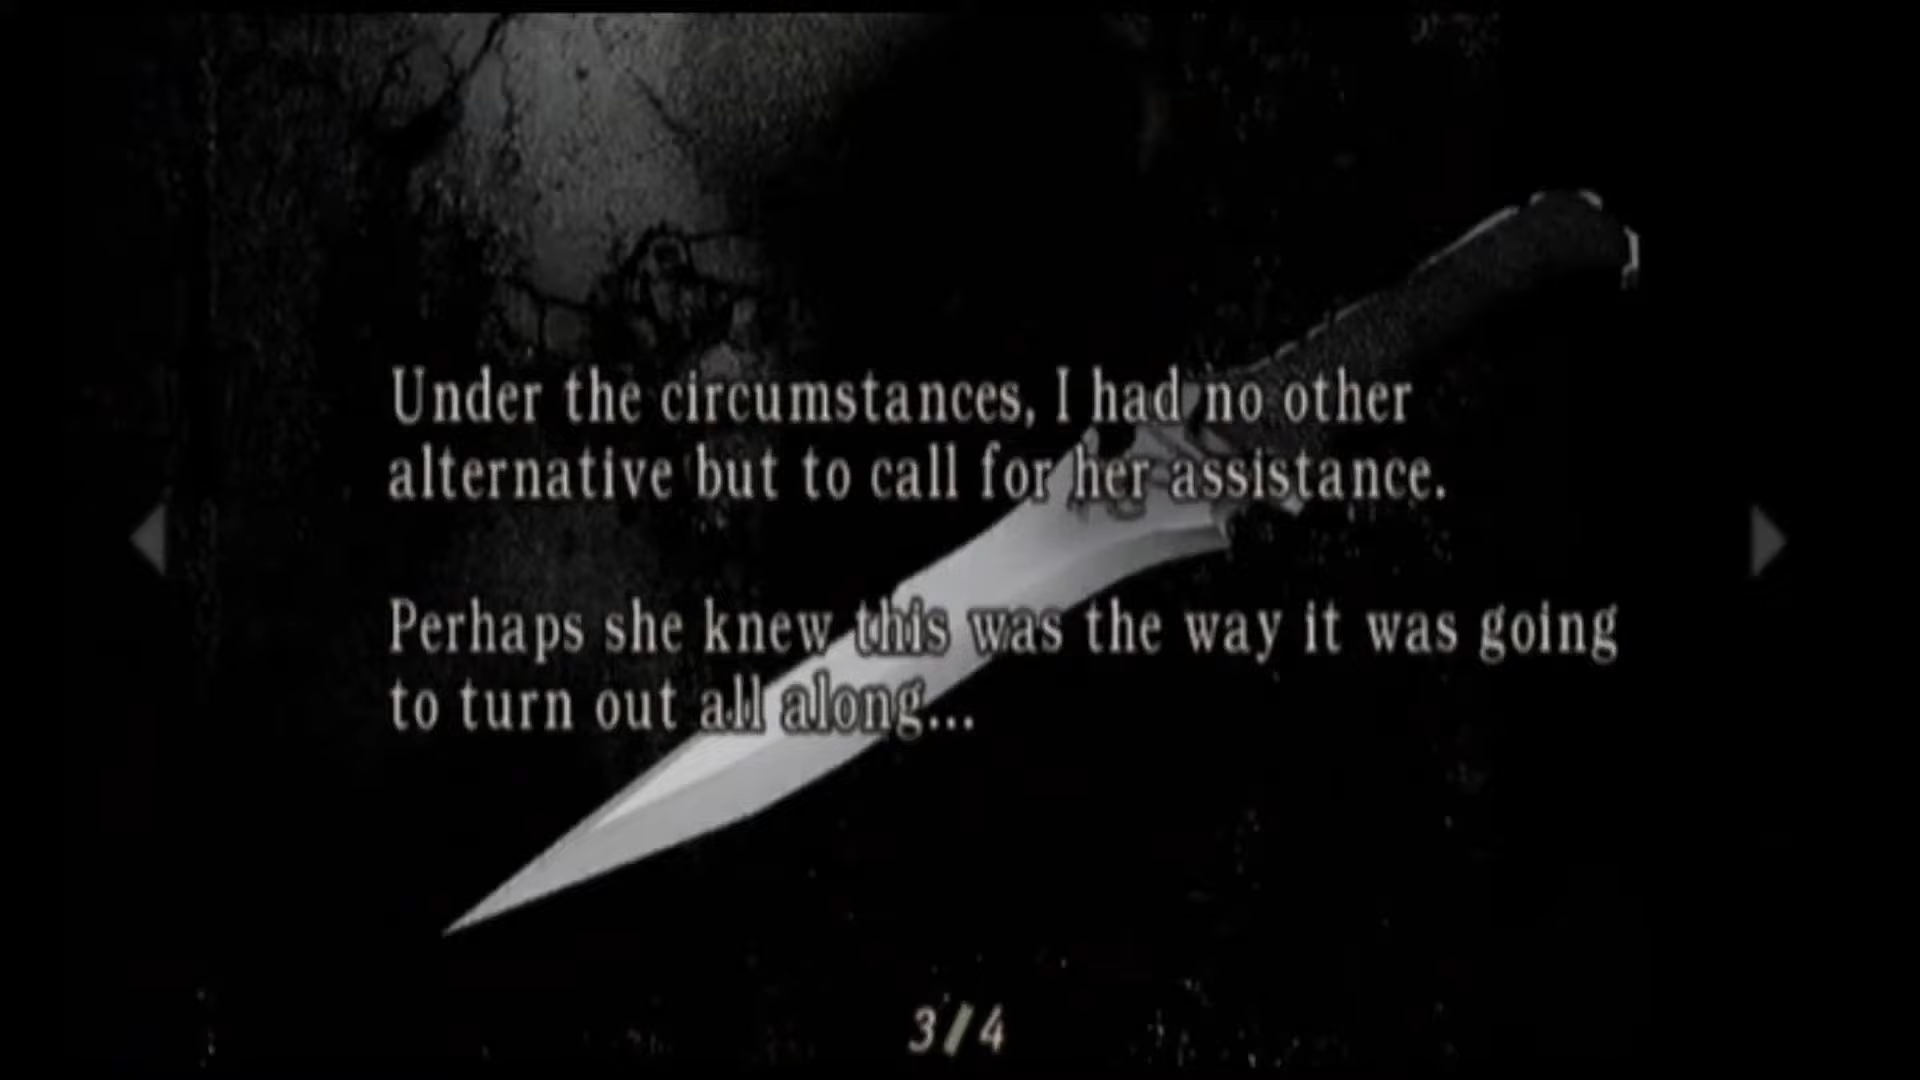 Under the circumstances, I had no other
alternative but to call for her assistance.
Perhaps she knew this was the way it was going
to turn out all along...
3/4